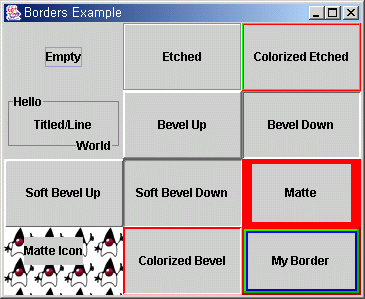 Borders Example
Empty
Etched
Colorized Etched
Hello
Titled/Line
World
Bevel Up
Bevel Down
Soft Bevel Up
Soft Bevel Down
Matte
Matte Icon
Colorized Bevel
My Border